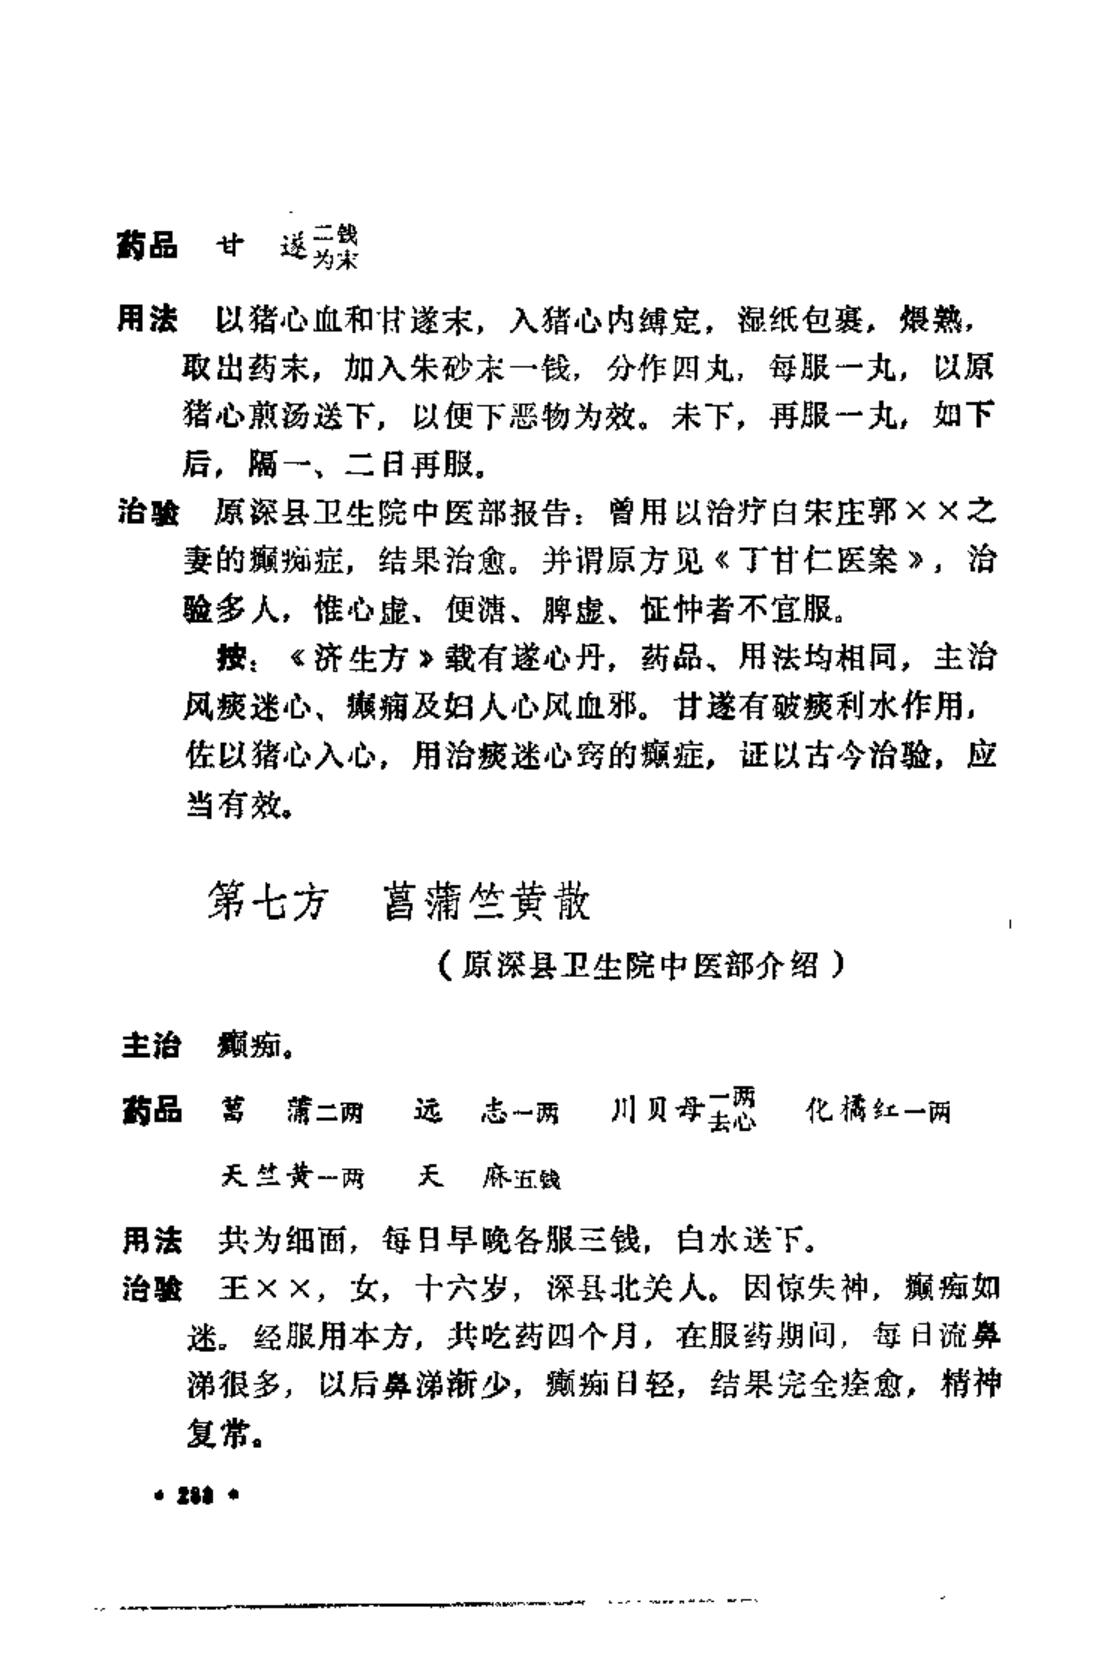 药品 甘 遂二钱为末
用法 以猪心血和甘遂末，入猪心内缚定，湿纸包裹，煨熟，
取出药末，加入朱砂末一钱，分作四丸，每服一丸，以原
猪心煎汤送下，以便下恶物为效。未下，再服一丸，如下
后，隔一、二日再服。
治验 原深县卫生院中医部报告：曾用以治疗白宋庄郭××之
妻的癫痴症，结果治愈。并谓原方见《丁甘仁医案》，治
验多人，惟心虚、便溏、脾虚、怔忡者不宜服。
按：《济生方》载有遂心丹，药品、用法均相同，主治
风痰迷心、癫痫及妇人心风血邪。甘遂有破痰利水作用，
佐以猪心入心，用治痰迷心窍的癫症，证以古今治验，应
当有效。
第七方 菖蒲竺黄散
（原深县卫生院中医部介绍）
主治 癫痴。
药品 菖 蒲二两 远 志一两 川贝母一两去心 化橘红一两
天竺黄一两 天 麻五钱
用法 共为细面，每日早晚各服三钱，白水送下。
治验 王××，女，十六岁，深县北关人。因惊失神，癫痴如
迷。经服用本方，共吃药四个月，在服药期间，每日流鼻
涕很多，以后鼻涕渐少，癫痴日轻，结果完全痊愈，精神
复常。